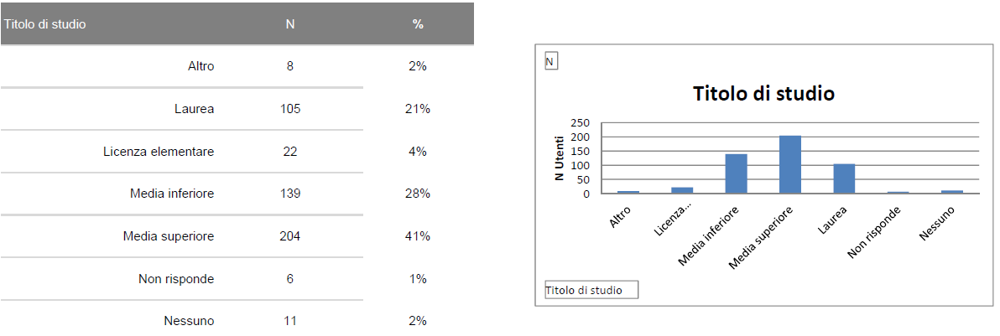 Titolo di studio N %
Altro 8 2%
Laurea 105 21%
Licenza elementare 22 4%
Media inferiore 139 28%
Media superiore 204 41%
Non risponde 6 1%
Nessuno 11 2%
N
Titolo di studio
N Utenti
250
200
150
100
50
0
Altro
Licenza...
Media inferiore
Media superiore
Laurea
Non risponde
Nessuno
Titolo di studio